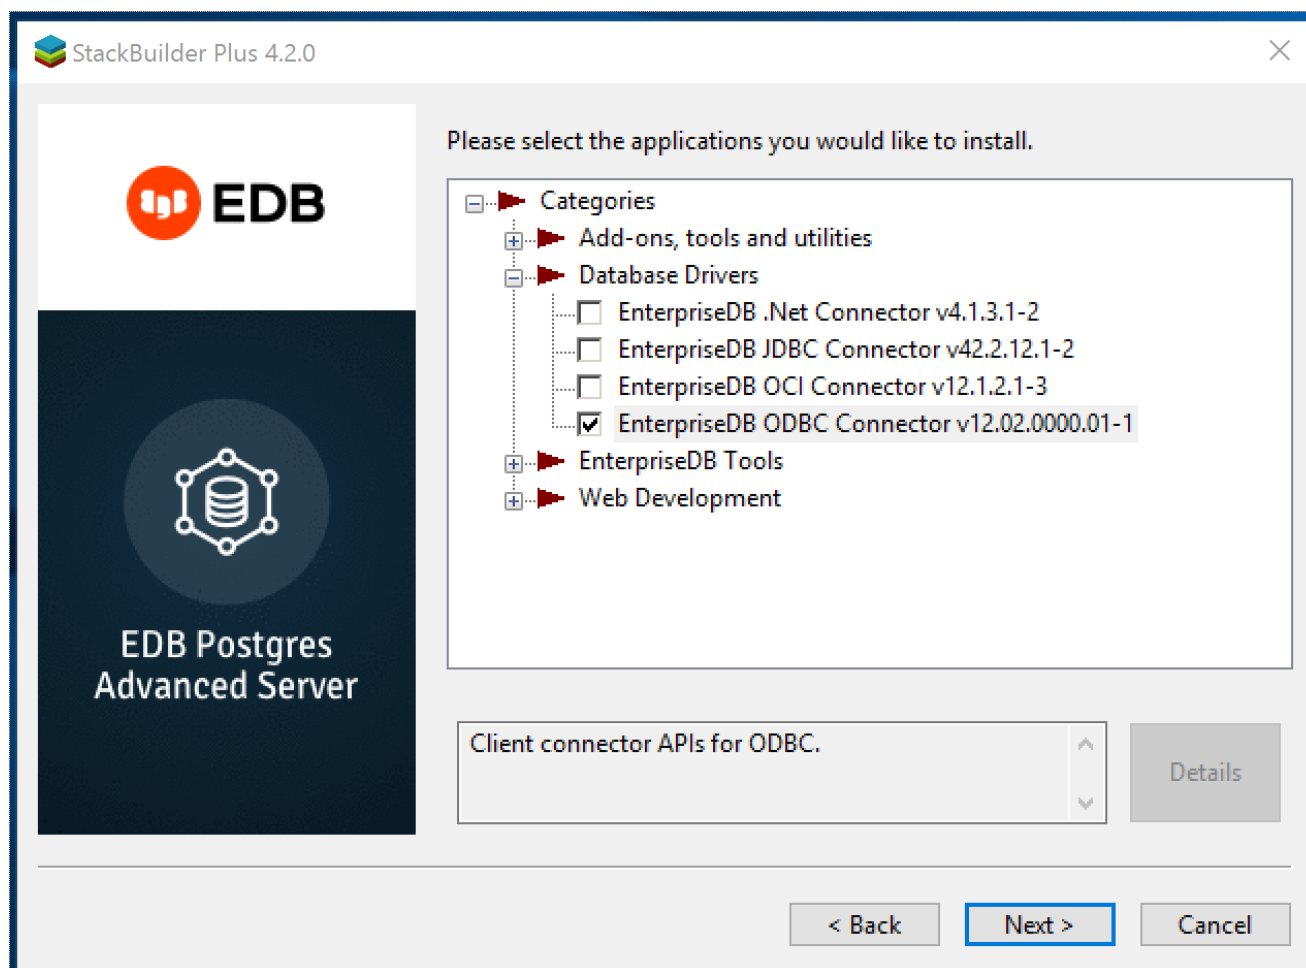 StackBuilder Plus 4.2.0
EDB
EDB Postgres
Advanced Server
Please select the applications you would like to install.
Categories
Add-ons, tools and utilities
Database Drivers
EnterpriseDB .Net Connector v4.1.3.1-2
EnterpriseDB JDBC Connector v42.2.12.1-2
EnterpriseDB OCI Connector v12.1.2.1-3
EnterpriseDB ODBC Connector v12.02.0000.01-1
EnterpriseDB Tools
Web Development
Client connector APIs for ODBC.
Details
< Back
Next >
Cancel